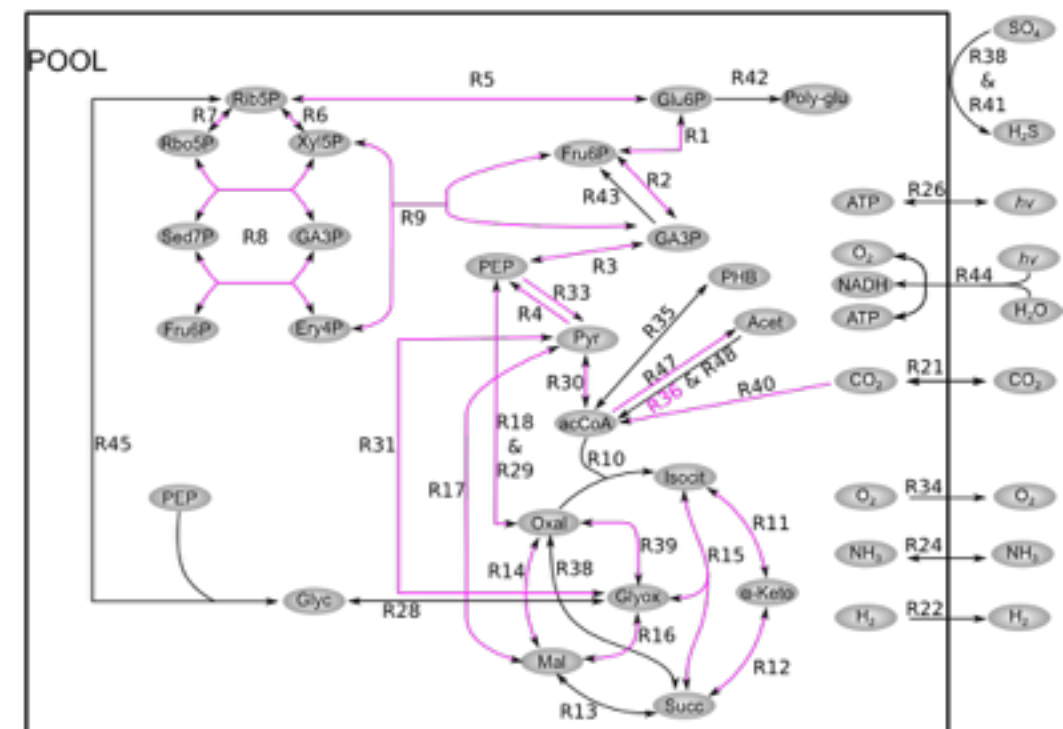 SO₄
R38
&
R41
H₂S
POOL
R5
R42
Rib5P
Glu6P
Poly-glu
R7
R6
R1
Rbo5P
Xyl5P
Fru6P
R2
R43
R26
ATP
hv
R9
Sed7P
R8
GA3P
GA3P
R3
O₂
hv
PEP
R33
PHB
NADH
R44
R4
R35
ATP
H₂O
Fru6P
Ery4P
Acet
Pyr
R47
R30
R36 & R48
R40
CO₂
R21
CO₂
acCoA
R45
R31
R18
&
R29
R10
Isocit
R17
PEP
O₂
R34
O₂
Oxal
R11
R39
R15
NH₃
R24
NH₃
R14
R38
Glyc
R28
Glyox
α-Keto
H₂
R22
H₂
R16
Mal
R12
R13
Succ